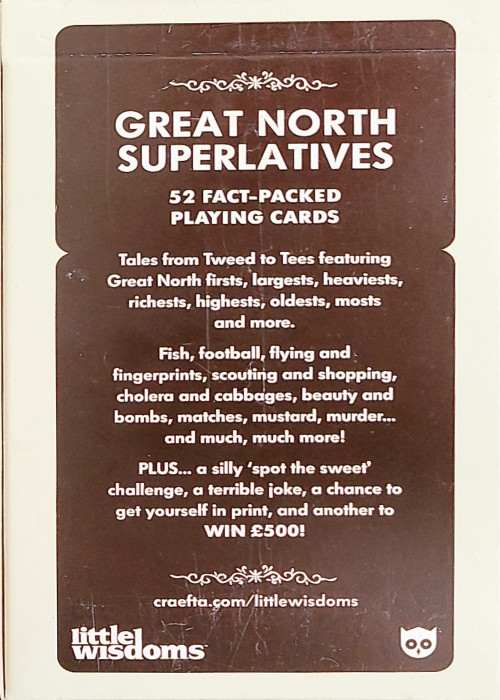 GREAT NORTH
SUPERLATIVES
52 FACT-PACKED
PLAYING CARDS
Tales from Tweed to Tees featuring
Great North firsts, largests, heaviests,
richests, highests, oldests, mosts
and more.
Fish, football, flying and
fingerprints, scouting and shopping,
cholera and cabbages, beauty and
bombs, matches, mustard, murder...
and much, much more!
PLUS... a silly 'spot the sweet'
challenge, a terrible joke, a chance to
get yourself in print, and another to
WIN £500!
craefta.com/littlewisdoms
little
wisdoms